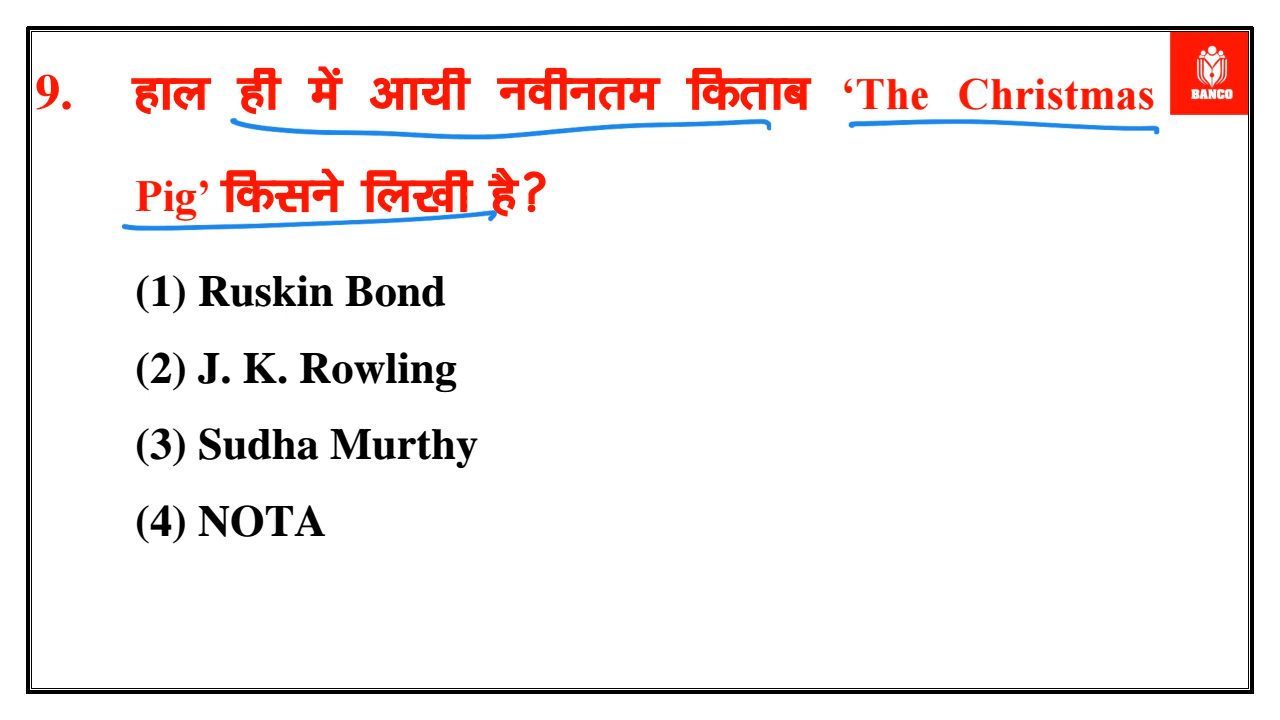 9. हाल ही में आयी नवीनतम किताब ‘The Christmas
Pig’ किसने लिखी है?
(1) Ruskin Bond
(2) J. K. Rowling
(3) Sudha Murthy
(4) NOTA
BANCO